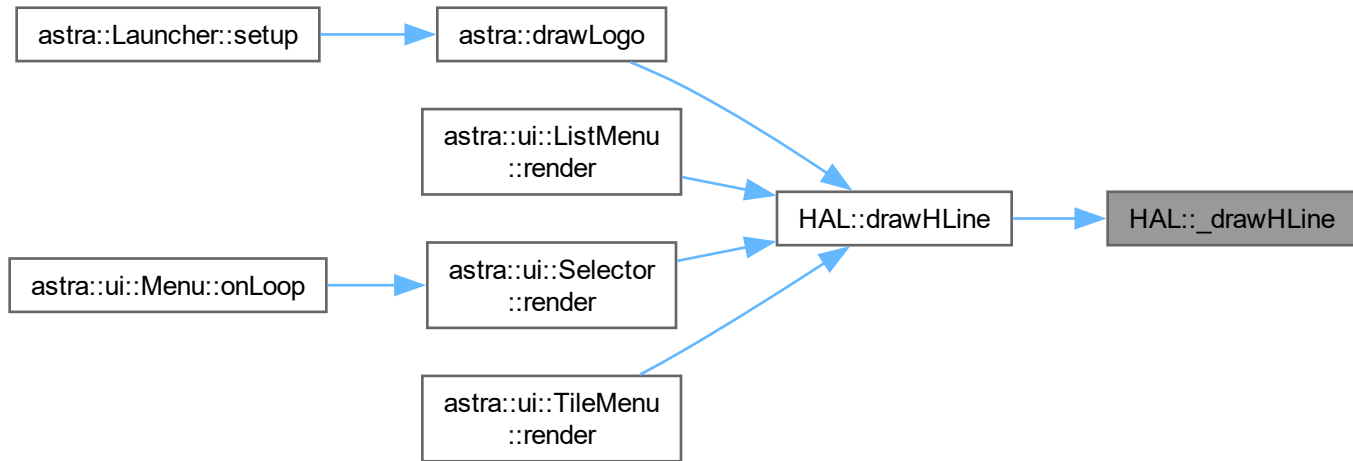 astra::Launcher::setup
astra::drawLogo
astra::ui::ListMenu
::render
HAL::drawHLine
HAL::_drawHLine
astra::ui::Menu::onLoop
astra::ui::Selector
::render
astra::ui::TileMenu
::render